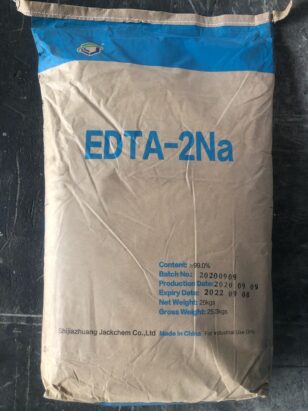 EDTA-2Na
Content: ≥99.0%
Batch No.: 20200909
Production Date: 2020 09 09
Expiry Date: 2022 09 08
Net Weight: 25kgs
Gross Weight: 25.1kgs
Shijiazhuang Jackchem Co.,Ltd Made in China For Industrial Use Only